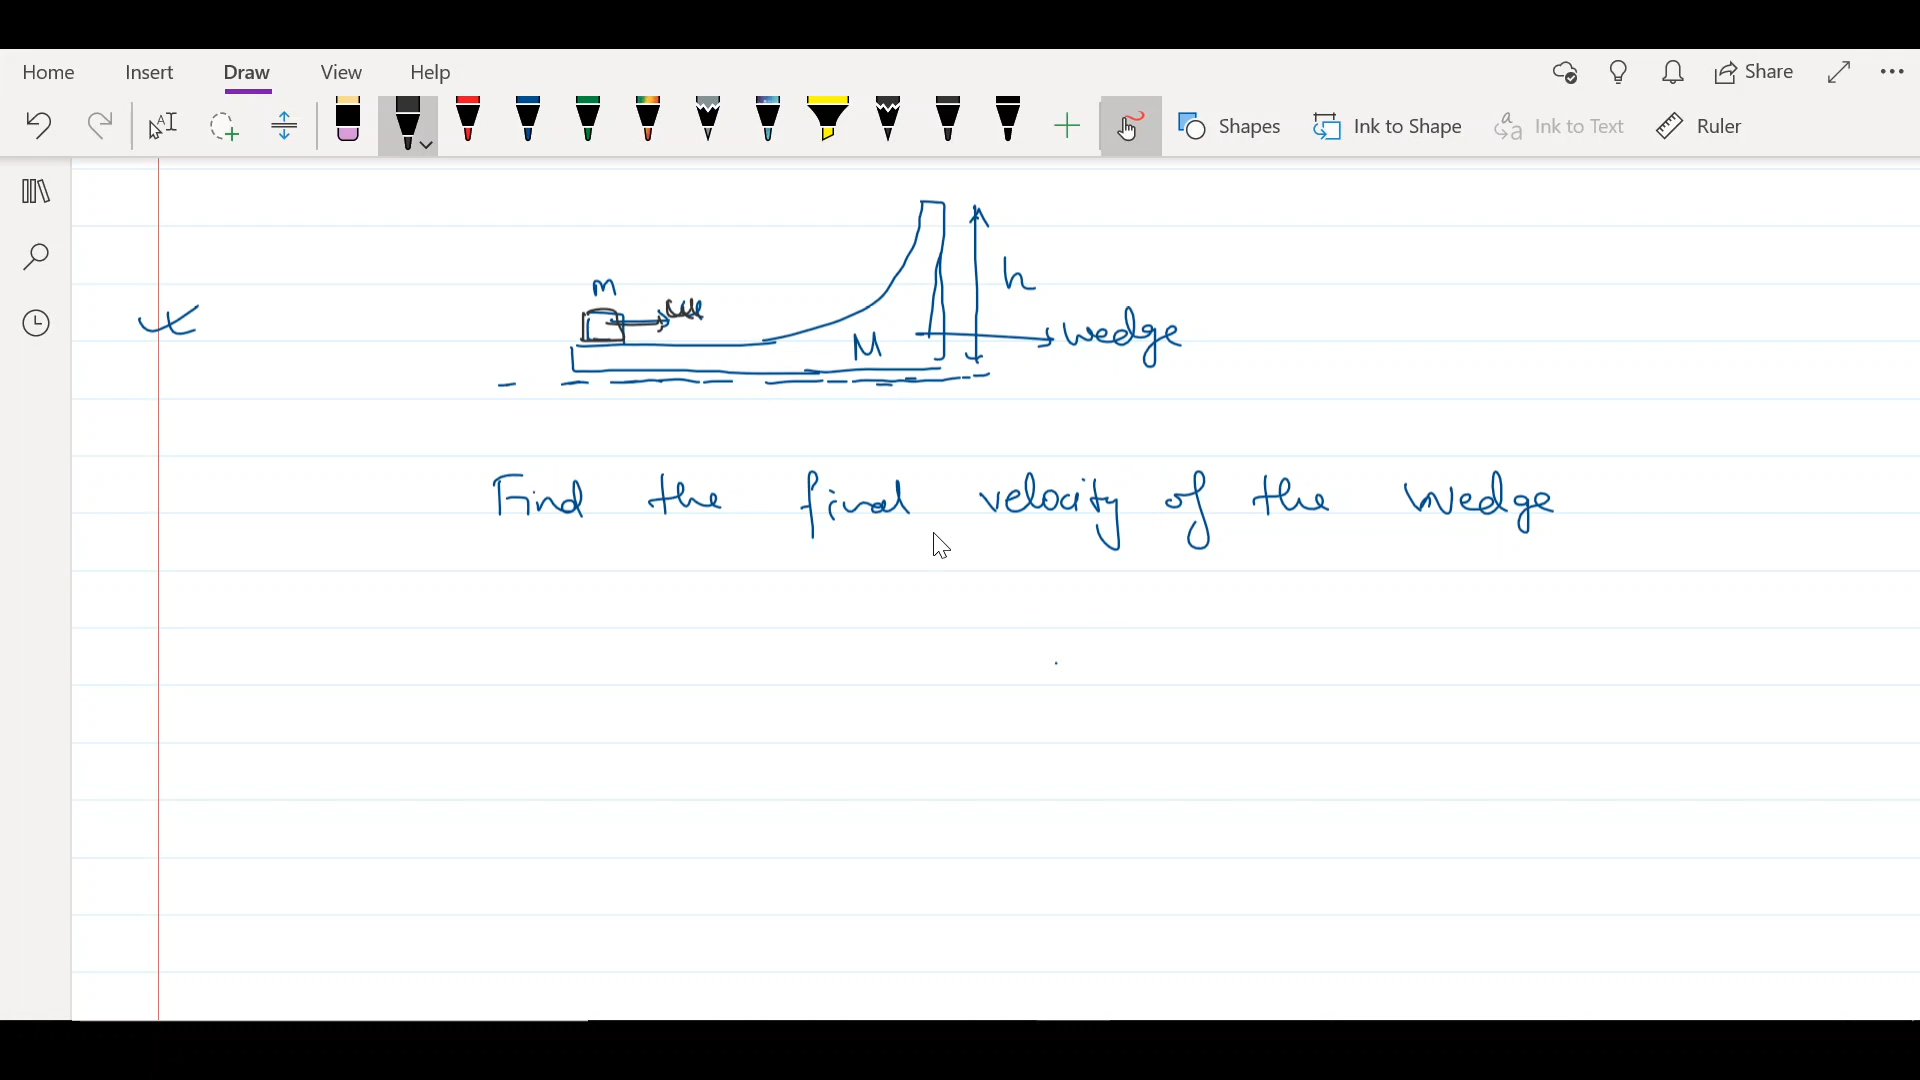 Home Insert Draw View Help Share
Shapes Ink to Shape Ink to Text Ruler
h
m
M
wedge
Find the final velocity of the wedge